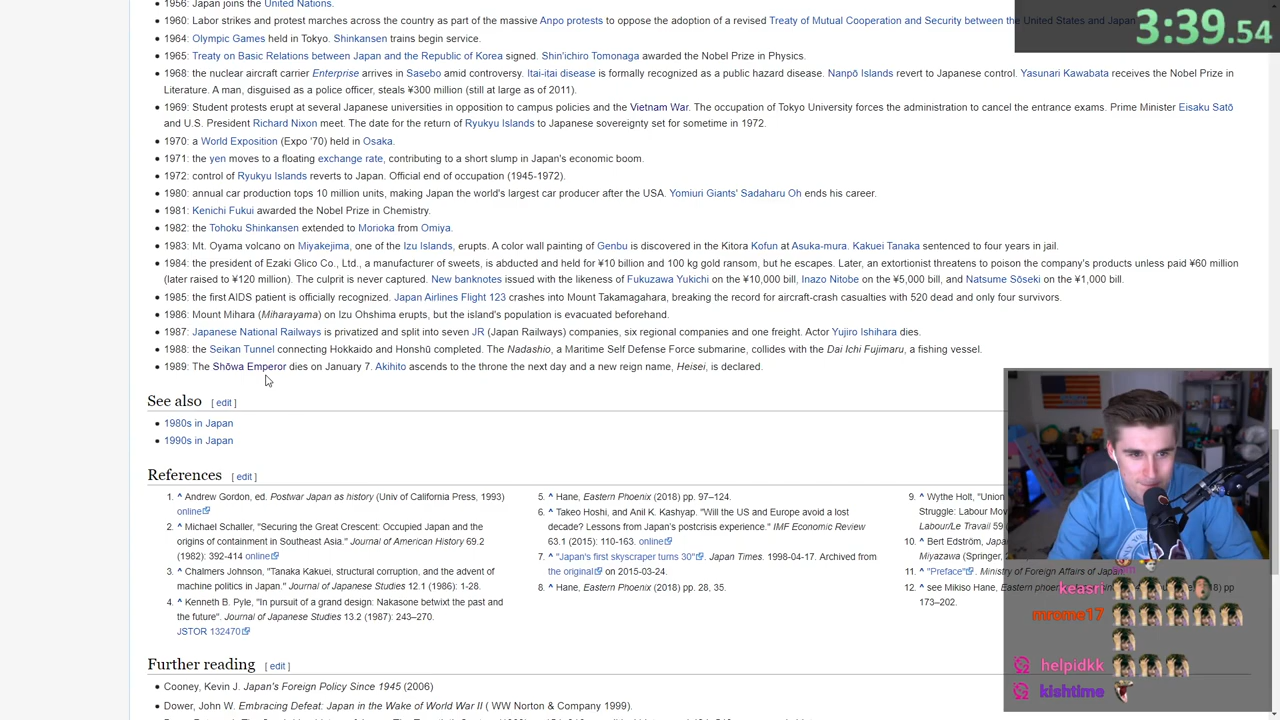 1956: Japan joins the United Nations.
3:39.54
• 1960: Labor strikes and protest marches across the country as part of the massive Anpo protests to oppose the adoption of a revised Treaty of Mutual Cooperation and Security between the United States and Japan
• 1964: Olympic Games held in Tokyo. Shinkansen trains begin service.
• 1965: Treaty on Basic Relations between Japan and the Republic of Korea signed. Shin'ichiro Tomonaga awarded the Nobel Prize in Physics.
• 1968: the nuclear aircraft carrier Enterprise arrives in Sasebo amid controversy. Itai-itai disease is formally recognized as a public hazard disease. Nanpō Islands revert to Japanese control. Yasunari Kawabata receives the Nobel Prize in
Literature. A man, disguised as a police officer, steals ¥300 million (still at large as of 2011).
• 1969: Student protests erupt at several Japanese universities in opposition to campus policies and the Vietnam War. The occupation of Tokyo University forces the administration to cancel the entrance exams. Prime Minister Eisaku Satō
and U.S. President Richard Nixon meet. The date for the return of Ryukyu Islands to Japanese sovereignty set for sometime in 1972.
• 1970: a World Exposition (Expo '70) held in Osaka.
• 1971: the yen moves to a floating exchange rate, contributing to a short slump in Japan's economic boom.
• 1972: control of Ryukyu Islands reverts to Japan. Official end of occupation (1945-1972).
• 1980: annual car production tops 10 million units, making Japan the world's largest car producer after the USA. Yomiuri Giants' Sadaharu Oh ends his career.
• 1981: Kenichi Fukui awarded the Nobel Prize in Chemistry.
• 1982: the Tohoku Shinkansen extended to Morioka from Omiya.
• 1983: Mt. Oyama volcano on Miyakejima, one of the Izu Islands, erupts. A color wall painting of Genbu is discovered in the Kitora Kofun at Asuka-mura. Kakuei Tanaka sentenced to four years in jail.
• 1984: the president of Ezaki Glico Co., Ltd., a manufacturer of sweets, is abducted and held for ¥10 billion and 100 kg gold ransom, but he escapes. Later, an extortionist threatens to poison the company's products unless paid ¥60 million
(later raised to ¥120 million). The culprit is never captured. New banknotes issued with the likeness of Fukuzawa Yukichi on the ¥10,000 bill, Inazo Nitobe on the ¥5,000 bill, and Natsume Sōseki on the ¥1,000 bill.
• 1985: the first AIDS patient is officially recognized. Japan Airlines Flight 123 crashes into Mount Takamagahara, breaking the record for aircraft-crash casualties with 520 dead and only four survivors.
• 1986: Mount Mihara (Miharayama) on Izu Ohshima erupts, but the island's population is evacuated beforehand.
• 1987: Japanese National Railways is privatized and split into seven JR (Japan Railways) companies, six regional companies and one freight. Actor Yujiro Ishihara dies.
• 1988: the Seikan Tunnel connecting Hokkaido and Honshū completed. The Nadashio, a Maritime Self Defense Force submarine, collides with the Dai Ichi Fujimaru, a fishing vessel.
• 1989: The Shōwa Emperor dies on January 7. Akihito ascends to the throne the next day and a new reign name, Heisei, is declared.
See also [ edit ]
• 1980s in Japan
• 1990s in Japan
References [ edit ]
1. ^ Andrew Gordon, ed. Postwar Japan as history (Univ of California Press, 1993)
online
2. ^ Michael Schaller, "Securing the Great Crescent: Occupied Japan and the
origins of containment in Southeast Asia." Journal of American History 69.2
(1982): 392-414 online
3. ^ Chalmers Johnson, "Tanaka Kakuei, structural corruption, and the advent of
machine politics in Japan." Journal of Japanese Studies 12.1 (1986): 1-28.
4. ^ Kenneth B. Pyle, "In pursuit of a grand design: Nakasone betwixt the past and
the future". Journal of Japanese Studies 13.2 (1987): 243–270.
JSTOR 132470
5. ^ Hane, Eastern Phoenix (2018) pp. 97–124.
6. ^ Takeo Hoshi, and Anil K. Kashyap. "Will the US and Europe avoid a lost
decade? Lessons from Japan's postcrisis experience." IMF Economic Review
63.1 (2015): 110-163. online
7. ^ "Japan's first skyscraper turns 30". Japan Times. 1998-04-17. Archived from
the original on 2015-03-24.
8. ^ Hane, Eastern Phoenix (2018) pp. 28, 35.
9. ^ Wythe Holt, "Union
Struggle: Labour Mov
Labour/Le Travail 59
10. ^ Bert Edström, Japa
Miyazawa (Springer,
11. ^ "Preface". Ministry of Foreign Affairs of Japan
12. ^ see Mikiso Hane, Eastern phoe 8) pp
173–202.
Further reading [ edit ]
• Cooney, Kevin J. Japan's Foreign Policy Since 1945 (2006)
• Dower, John W. Embracing Defeat: Japan in the Wake of World War II ( WW Norton & Company 1999).
keasri
mrome17
helpidkk
kishtime